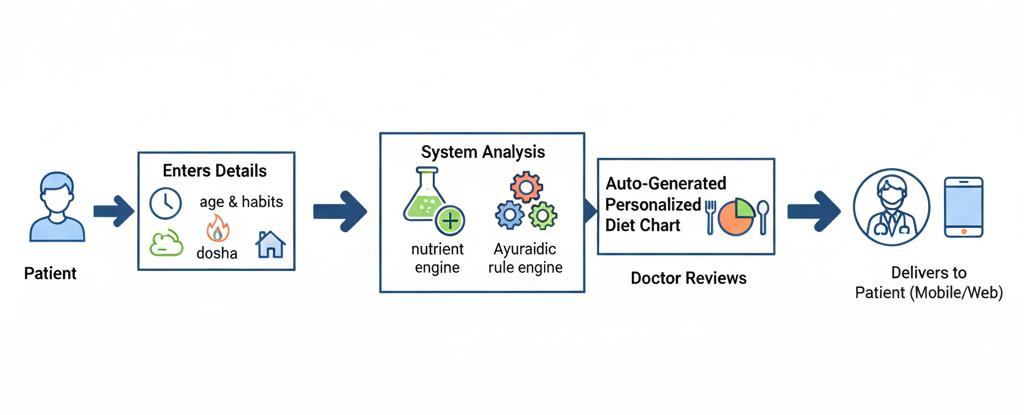 Patient
Enters Details
age & habits
dosha
System Analysis
nutrient
engine
Ayuraidic
rule engine
Auto-Generated
Personalized
Diet Chart
Doctor Reviews
Delivers to
Patient (Mobile/Web)